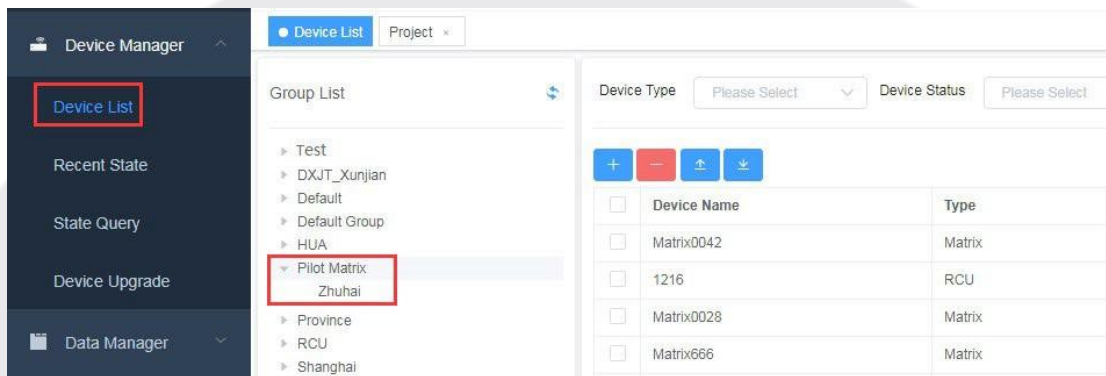 Device Manager
Device List
Recent State
State Query
Device Upgrade
Data Manager
Device List Project ×
Group List
Test
DXJT_Xunjian
Default
Default Group
HUA
Pilot Matrix
Zhuhai
Province
RCU
Shanghai
Device Type Please Select Device Status Please Select
Device Name Type
Matrix0042 Matrix
1216 RCU
Matrix0028 Matrix
Matrix666 Matrix